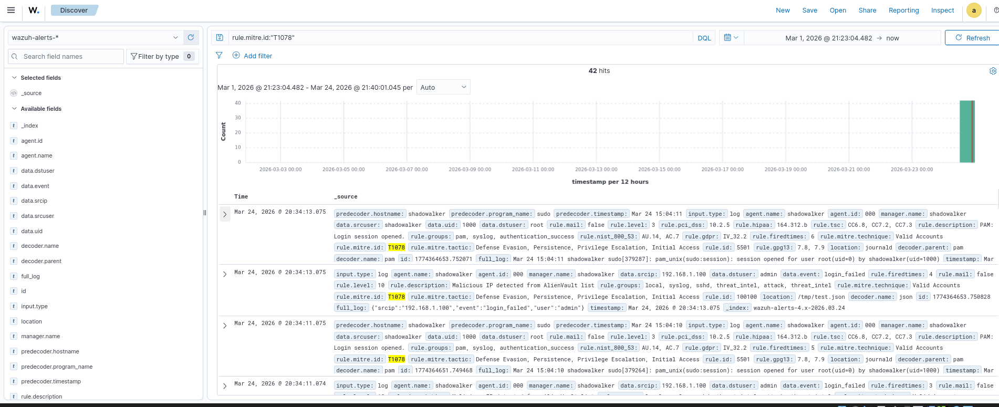 W. Discover New Save Open Share Reporting Inspect a
wazuh-alerts-*
rule.mitre.id:"T1078" DQL Mar 1, 2026 @ 21:23:04.482 → now Refresh
Search field names Filter by type 0
Add filter
Selected fields
_source
Available fields
_index
agent.id
agent.name
data.dstuser
data.event
data.srcip
data.srcuser
data.uid
decoder.name
decoder.parent
full_log
id
input.type
location
manager.name
predecoder.hostname
predecoder.program_name
predecoder.timestamp
rule.description
42 hits
Mar 1, 2026 @ 21:23:04.482 - Mar 24, 2026 @ 21:40:01.045 per Auto
Count
40
30
20
10
0
2026-03-03 00:00 2026-03-05 00:00 2026-03-07 00:00 2026-03-09 00:00 2026-03-11 00:00 2026-03-13 00:00 2026-03-15 00:00 2026-03-17 00:00 2026-03-19 00:00 2026-03-21 00:00 2026-03-23 00:00
timestamp per 12 hours
Time _source
Mar 24, 2026 @ 20:34:13.075 predecoder.hostname: shadowalker predecoder.program_name: sudo predecoder.timestamp: Mar 24 15:04:11 input.type: log agent.name: shadowalker agent.id: 000 manager.name: shadowalker
data.srcuser: shadowalker data.uid: 1000 data.dstuser: root rule.mail: false rule.level: 3 rule.pci_dss: 10.2.5 rule.hipaa: 164.312.b rule.tsc: CC6.8, CC7.2, CC7.3 rule.description: PAM:
Login session opened. rule.groups: pam, syslog, authentication_success rule.nist_800_53: AU.14, AC.7 rule.gdpr: IV_32.2 rule.firedtimes: 6 rule.mitre.technique: Valid Accounts
rule.mitre.id: T1078 rule.mitre.tactic: Defense Evasion, Persistence, Privilege Escalation, Initial Access rule.id: 5501 rule.gpg13: 7.8, 7.9 location: journald decoder.parent: pam
decoder.name: pam id: 1774364653.752071 full_log: Mar 24 15:04:11 shadowalker sudo[379287]: pam_unix(sudo:session): session opened for user root(uid=0) by shadowalker(uid=1000) timestamp: Mar
Mar 24, 2026 @ 20:34:13.075 input.type: log agent.name: shadowalker agent.id: 000 manager.name: shadowalker data.srcip: 192.168.1.100 data.dstuser: admin data.event: login_failed rule.firedtimes: 4 rule.mail: false
rule.level: 10 rule.description: Malicious IP detected from AlienVault list rule.groups: local, syslog, sshd, threat_intel, attack, threat_intel rule.mitre.technique: Valid Accounts
rule.mitre.id: T1078 rule.mitre.tactic: Defense Evasion, Persistence, Privilege Escalation, Initial Access rule.id: 100100 location: /tmp/test.json decoder.name: json id: 1774364653.750828
full_log: {"srcip":"192.168.1.100","event":"login_failed","user":"admin"} timestamp: Mar 24, 2026 @ 20:34:13.075 _index: wazuh-alerts-4.x-2026.03.24
Mar 24, 2026 @ 20:34:11.075 predecoder.hostname: shadowalker predecoder.program_name: sudo predecoder.timestamp: Mar 24 15:04:10 input.type: log agent.name: shadowalker agent.id: 000 manager.name: shadowalker
data.srcuser: shadowalker data.uid: 1000 data.dstuser: root rule.mail: false rule.level: 3 rule.pci_dss: 10.2.5 rule.hipaa: 164.312.b rule.tsc: CC6.8, CC7.2, CC7.3 rule.description: PAM:
Login session opened. rule.groups: pam, syslog, authentication_success rule.nist_800_53: AU.14, AC.7 rule.gdpr: IV_32.2 rule.firedtimes: 5 rule.mitre.technique: Valid Accounts
rule.mitre.id: T1078 rule.mitre.tactic: Defense Evasion, Persistence, Privilege Escalation, Initial Access rule.id: 5501 rule.gpg13: 7.8, 7.9 location: journald decoder.parent: pam
decoder.name: pam id: 1774364651.749468 full_log: Mar 24 15:04:10 shadowalker sudo[379264]: pam_unix(sudo:session): session opened for user root(uid=0) by shadowalker(uid=1000) timestamp: Mar
Mar 24, 2026 @ 20:34:11.074 input.type: log agent.name: shadowalker agent.id: 000 manager.name: shadowalker data.srcip: 192.168.1.100 data.dstuser: admin data.event: login_failed rule.firedtimes: 3 rule.mail: false